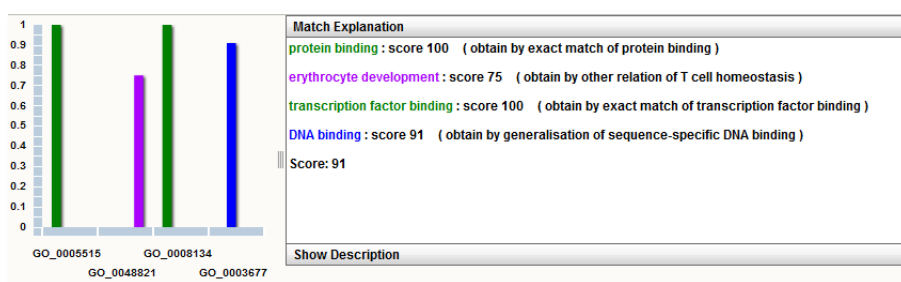 1
0.9
0.8
0.7
0.6
0.5
0.4
0.3
0.2
0.1
0
GO_0005515 GO_0008134
GO_0048821 GO_0003677
Match Explanation
protein binding : score 100 ( obtain by exact match of protein binding )
erythrocyte development : score 75 ( obtain by other relation of T cell homeostasis )
transcription factor binding : score 100 ( obtain by exact match of transcription factor binding )
DNA binding : score 91 ( obtain by generalisation of sequence-specific DNA binding )
Score: 91
Show Description